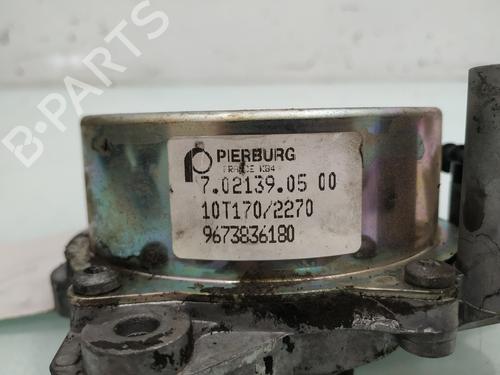 B-PARTS
PIERBURG
FRANCE KB4
7.02139.05 00
10T170/2270
9673836180